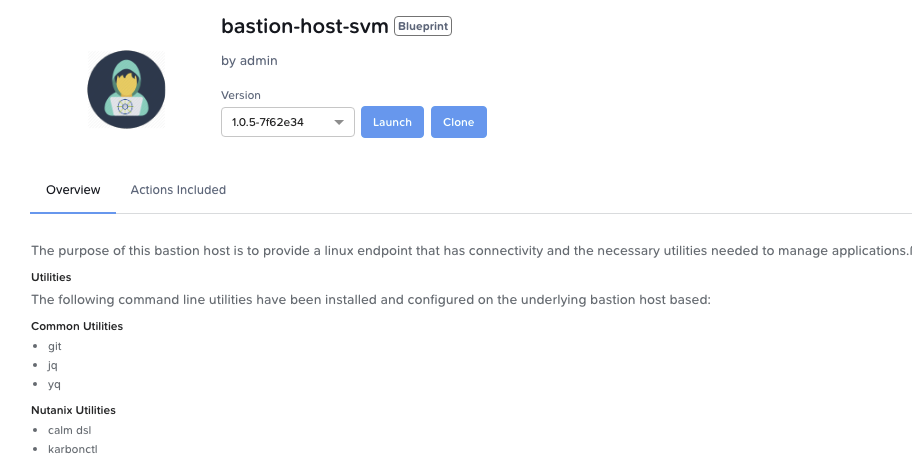 bastion-host-svm Blueprint
by admin
Version
1.0.5-7f62e34 Launch Clone
Overview Actions Included
The purpose of this bastion host is to provide a linux endpoint that has connectivity and the necessary utilities needed to manage applications.
Utilities
The following command line utilities have been installed and configured on the underlying bastion host based:
Common Utilities
• git
• jq
• yq
Nutanix Utilities
• calm dsl
• karbonctl